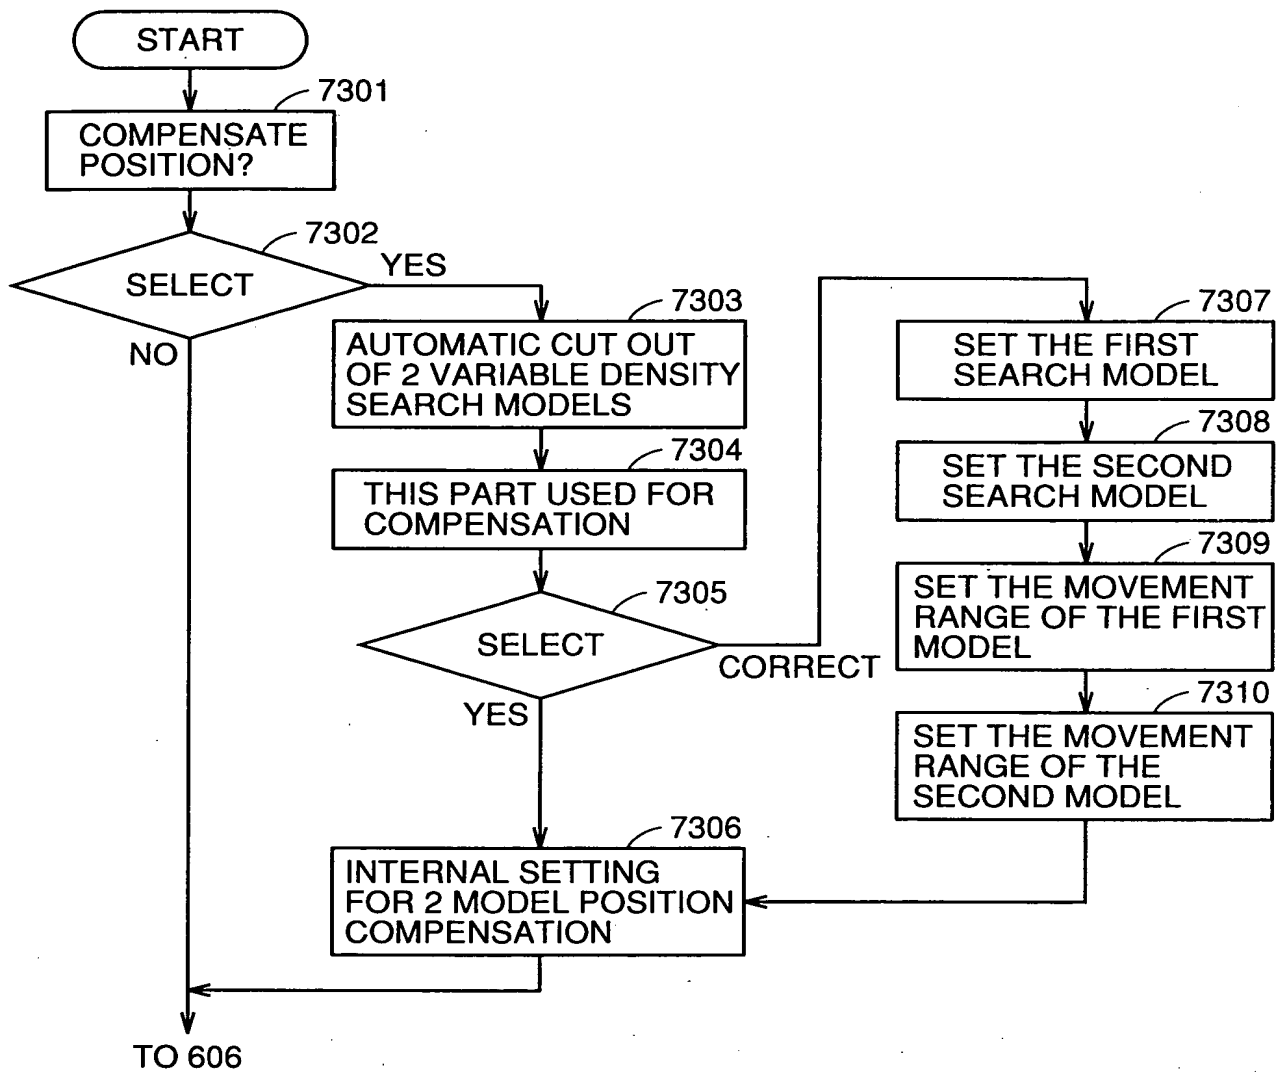 START
7301
COMPENSATE
POSITION?
7302
SELECT
YES
NO
7303
AUTOMATIC CUT OUT
OF 2 VARIABLE DENSITY
SEARCH MODELS
7304
THIS PART USED FOR
COMPENSATION
7305
SELECT
CORRECT
YES
7306
INTERNAL SETTING
FOR 2 MODEL POSITION
COMPENSATION
7307
SET THE FIRST
SEARCH MODEL
7308
SET THE SECOND
SEARCH MODEL
7309
SET THE MOVEMENT
RANGE OF THE FIRST
MODEL
7310
SET THE MOVEMENT
RANGE OF THE
SECOND MODEL
TO 606